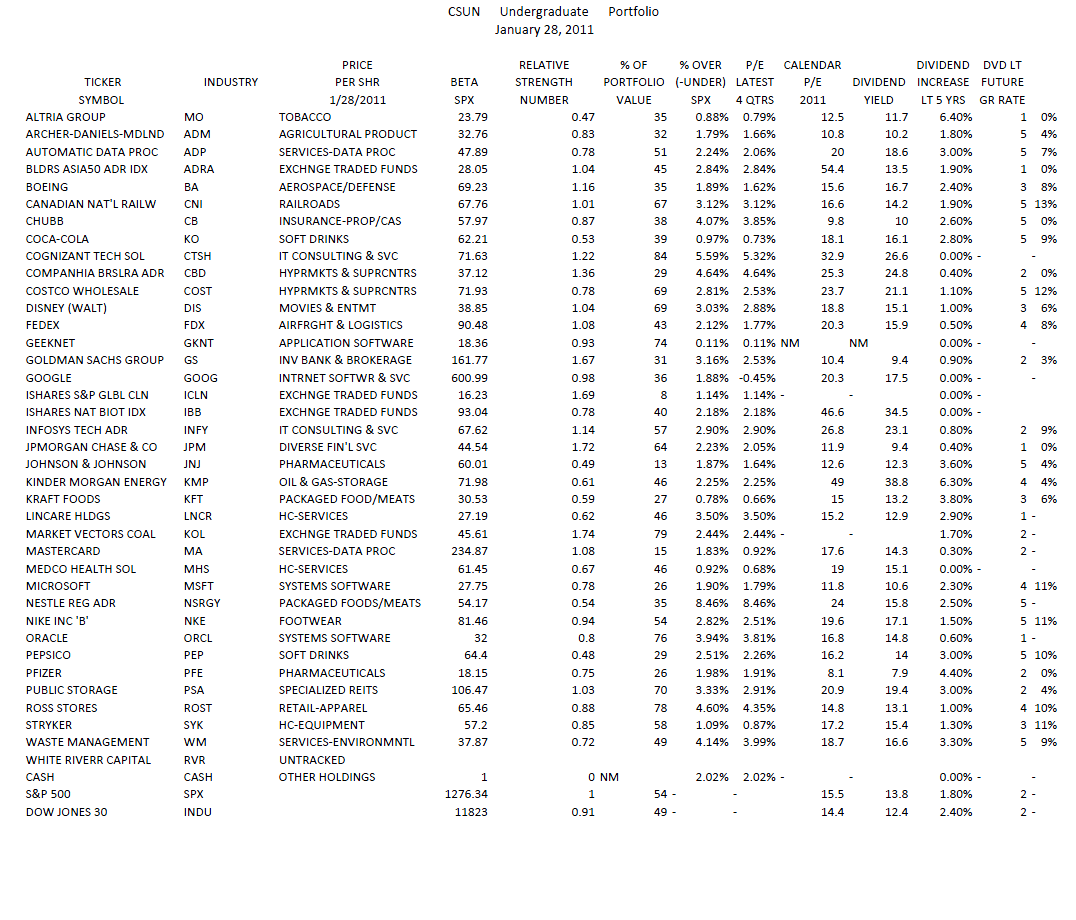 CSUN Undergraduate Portfolio
January 28, 2011
PRICE RELATIVE % OF % OVER P/E CALENDAR DIVIDEND DVD LT
TICKER INDUSTRY PER SHR BETA STRENGTH PORTFOLIO (-UNDER) LATEST P/E DIVIDEND INCREASE FUTURE
SYMBOL 1/28/2011 SPX NUMBER VALUE SPX 4 QTRS 2011 YIELD LT 5 YRS GR RATE
ALTRIA GROUP MO TOBACCO 23.79 0.47 35 0.88% 0.79% 12.5 11.7 6.40% 1 0%
ARCHER-DANIELS-MDLND ADM AGRICULTURAL PRODUCT 32.76 0.83 32 1.79% 1.66% 10.8 10.2 1.80% 5 4%
AUTOMATIC DATA PROC ADP SERVICES-DATA PROC 47.89 0.78 51 2.24% 2.06% 20 18.6 3.00% 5 7%
BLDRS ASIA50 ADR IDX ADRA EXCHNGE TRADED FUNDS 28.05 1.04 45 2.84% 2.84% 54.4 13.5 1.90% 1 0%
BOEING BA AEROSPACE/DEFENSE 69.23 1.16 35 1.89% 1.62% 15.6 16.7 2.40% 3 8%
CANADIAN NAT'L RAILW CNI RAILROADS 67.76 1.01 67 3.12% 3.12% 16.6 14.2 1.90% 5 13%
CHUBB CB INSURANCE-PROP/CAS 57.97 0.87 38 4.07% 3.85% 9.8 10 2.60% 5 0%
COCA-COLA KO SOFT DRINKS 62.21 0.53 39 0.97% 0.73% 18.1 16.1 2.80% 5 9%
COGNIZANT TECH SOL CTSH IT CONSULTING & SVC 71.63 1.22 84 5.59% 5.32% 32.9 26.6 0.00% - -
COMPANHIA BRSLRA ADR CBD HYPRMKTS & SUPRCNTRS 37.12 1.36 29 4.64% 4.64% 25.3 24.8 0.40% 2 0%
COSTCO WHOLESALE COST HYPRMKTS & SUPRCNTRS 71.93 0.78 69 2.81% 2.53% 23.7 21.1 1.10% 5 12%
DISNEY (WALT) DIS MOVIES & ENTMT 38.85 1.04 69 3.03% 2.88% 18.8 15.1 1.00% 3 6%
FEDEX FDX AIRFRGHT & LOGISTICS 90.48 1.08 43 2.12% 1.77% 20.3 15.9 0.50% 4 8%
GEEKNET GKNT APPLICATION SOFTWARE 18.36 0.93 74 0.11% 0.11% NM NM 0.00% - -
GOLDMAN SACHS GROUP GS INV BANK & BROKERAGE 161.77 1.67 31 3.16% 2.53% 10.4 9.4 0.90% 2 3%
GOOGLE GOOG INTRNET SOFTWR & SVC 600.99 0.98 36 1.88% -0.45% 20.3 17.5 0.00% - -
ISHARES S&P GLBL CLN ICLN EXCHNGE TRADED FUNDS 16.23 1.69 8 1.14% 1.14% - - 0.00% -
ISHARES NAT BIOT IDX IBB EXCHNGE TRADED FUNDS 93.04 0.78 40 2.18% 2.18% 46.6 34.5 0.00% -
INFOSYS TECH ADR INFY IT CONSULTING & SVC 67.62 1.14 57 2.90% 2.90% 26.8 23.1 0.80% 2 9%
JPMORGAN CHASE & CO JPM DIVERSE FIN'L SVC 44.54 1.72 64 2.23% 2.05% 11.9 9.4 0.40% 1 0%
JOHNSON & JOHNSON JNJ PHARMACEUTICALS 60.01 0.49 13 1.87% 1.64% 12.6 12.3 3.60% 5 4%
KINDER MORGAN ENERGY KMP OIL & GAS-STORAGE 71.98 0.61 46 2.25% 2.25% 49 38.8 6.30% 4 4%
KRAFT FOODS KFT PACKAGED FOOD/MEATS 30.53 0.59 27 0.78% 0.66% 15 13.2 3.80% 3 6%
LINCARE HLDGS LNCR HC-SERVICES 27.19 0.62 46 3.50% 3.50% 15.2 12.9 2.90% 1 -
MARKET VECTORS COAL KOL EXCHNGE TRADED FUNDS 45.61 1.74 79 2.44% 2.44% - - 1.70% 2 -
MASTERCARD MA SERVICES-DATA PROC 234.87 1.08 15 1.83% 0.92% 17.6 14.3 0.30% 2 -
MEDCO HEALTH SOL MHS HC-SERVICES 61.45 0.67 46 0.92% 0.68% 19 15.1 0.00% - -
MICROSOFT MSFT SYSTEMS SOFTWARE 27.75 0.78 26 1.90% 1.79% 11.8 10.6 2.30% 4 11%
NESTLE REG ADR NSRGY PACKAGED FOODS/MEATS 54.17 0.54 35 8.46% 8.46% 24 15.8 2.50% 5 -
NIKE INC 'B' NKE FOOTWEAR 81.46 0.94 54 2.82% 2.51% 19.6 17.1 1.50% 5 11%
ORACLE ORCL SYSTEMS SOFTWARE 32 0.8 76 3.94% 3.81% 16.8 14.8 0.60% 1 -
PEPSICO PEP SOFT DRINKS 64.4 0.48 29 2.51% 2.26% 16.2 14 3.00% 5 10%
PFIZER PFE PHARMACEUTICALS 18.15 0.75 26 1.98% 1.91% 8.1 7.9 4.40% 2 0%
PUBLIC STORAGE PSA SPECIALIZED REITS 106.47 1.03 70 3.33% 2.91% 20.9 19.4 3.00% 2 4%
ROSS STORES ROST RETAIL-APPAREL 65.46 0.88 78 4.60% 4.35% 14.8 13.1 1.00% 4 10%
STRYKER SYK HC-EQUIPMENT 57.2 0.85 58 1.09% 0.87% 17.2 15.4 1.30% 3 11%
WASTE MANAGEMENT WM SERVICES-ENVIRONMNTL 37.87 0.72 49 4.14% 3.99% 18.7 16.6 3.30% 5 9%
WHITE RIVERR CAPITAL RVR UNTRACKED
CASH CASH OTHER HOLDINGS 1 0 NM 2.02% 2.02% - - 0.00% - -
S&P 500 SPX 1276.34 1 54 - - 15.5 13.8 1.80% 2 -
DOW JONES 30 INDU 11823 0.91 49 - - 14.4 12.4 2.40% 2 -